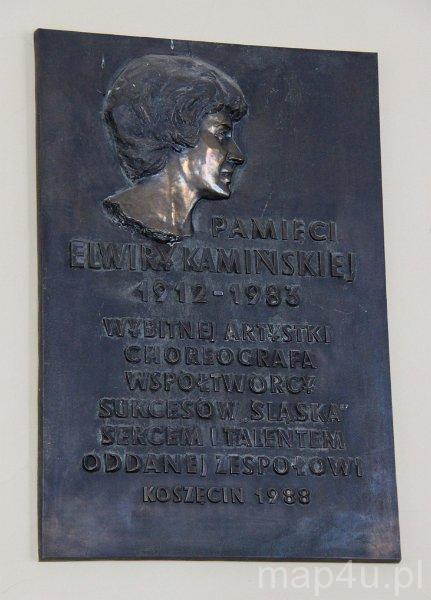 PAMIĘCI
ELWIRY KAMIŃSKIEJ
1912-1983
WYBITNEJ ARTYSTKI
CHOREOGRAFA
WSPÓŁTWÓRCY
SUKCESÓW „ŚLĄSKA”
SERCEM I TALENTEM
ODDANEJ ZESPOŁOWI
KOSZĘCIN 1988
map4u.pl